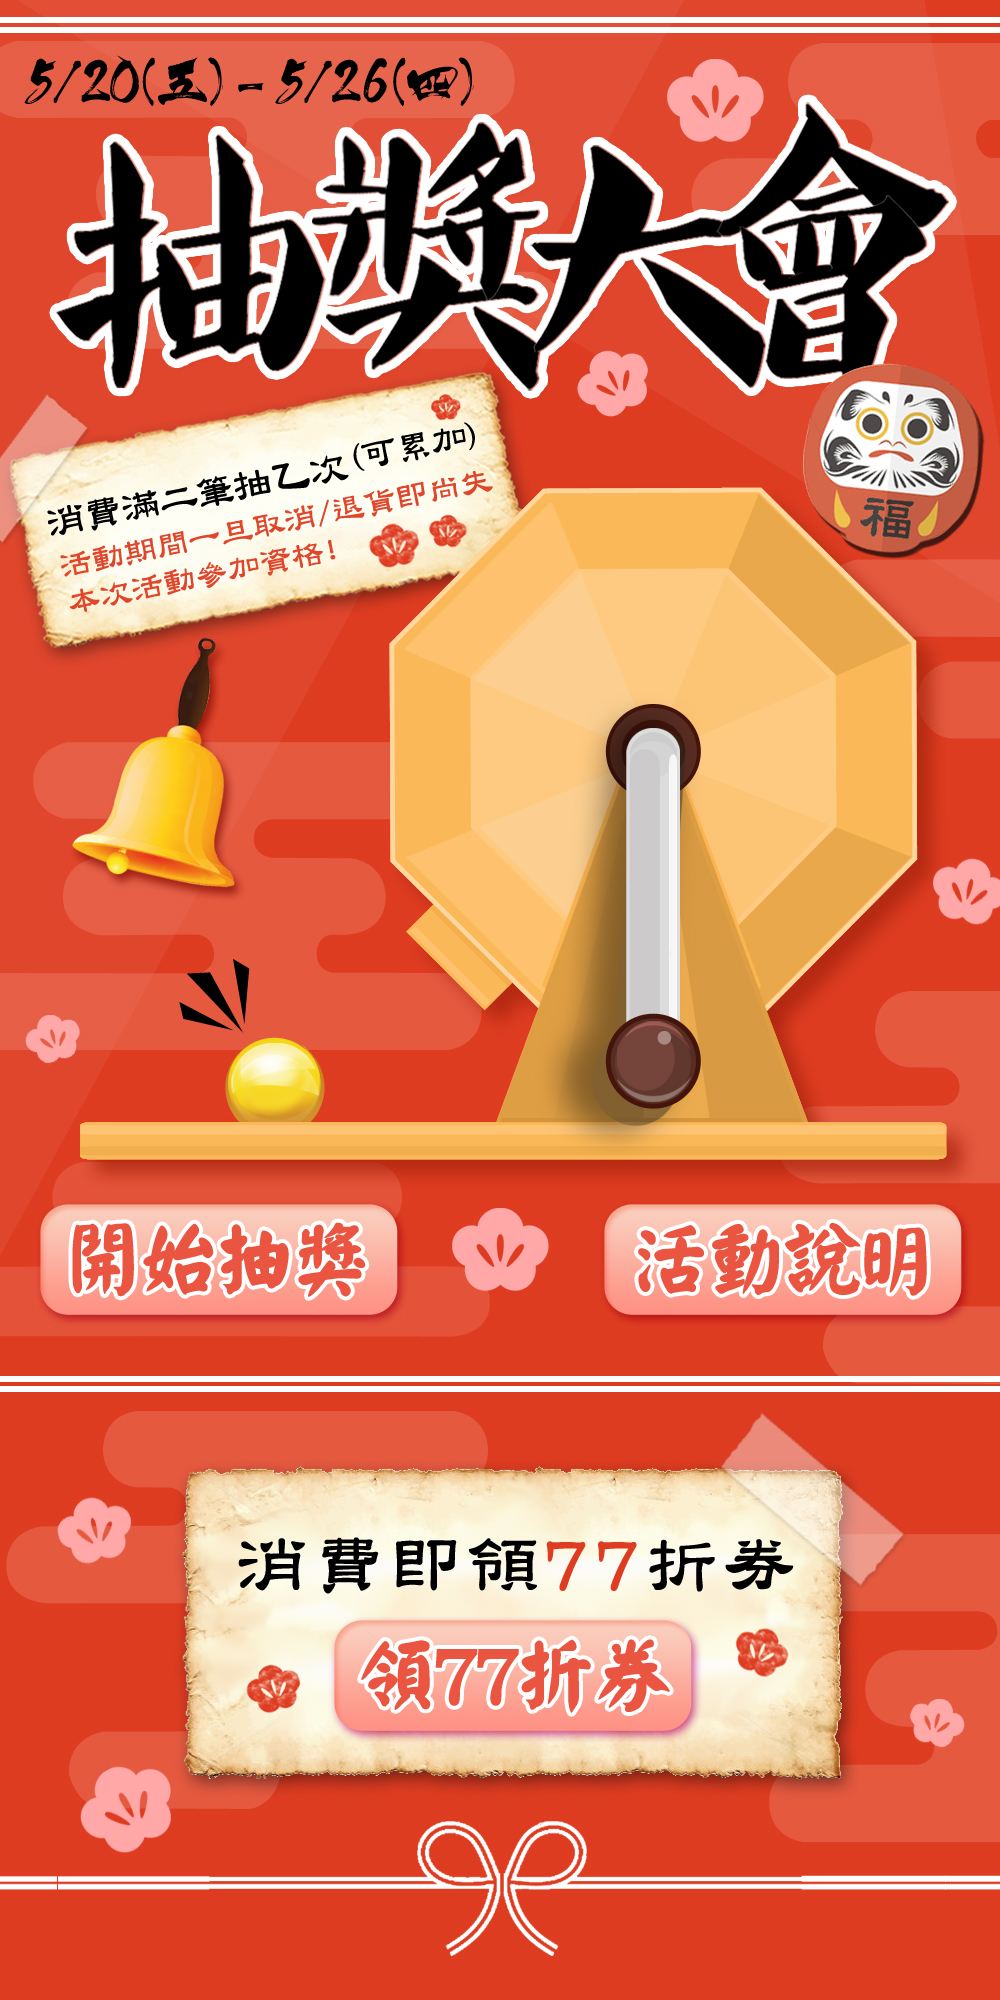 5/20(五)-5/26(四)
抽獎大會
消費滿二筆抽乙次(可累加)
活動期間一旦取消/退貨即尚失
本次活動參加資格!
福
開始抽獎
活動說明
消費即領77折券
領77折券